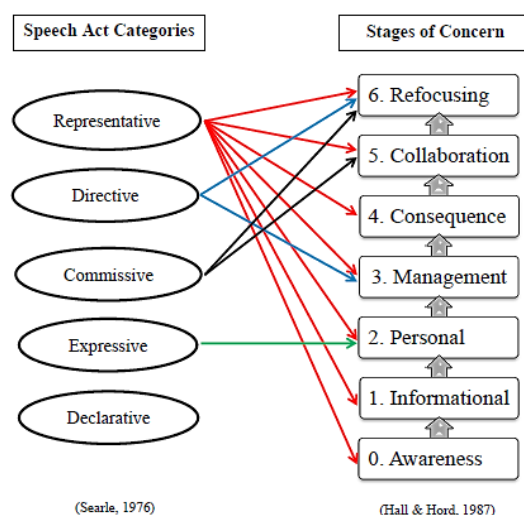 Speech Act Categories
Stages of Concern
Representative
Directive
Commissive
Expressive
Declarative
6. Refocusing
5. Collaboration
4. Consequence
3. Management
2. Personal
1. Informational
0. Awareness
(Searle, 1976)
(Hall & Hord, 1987)